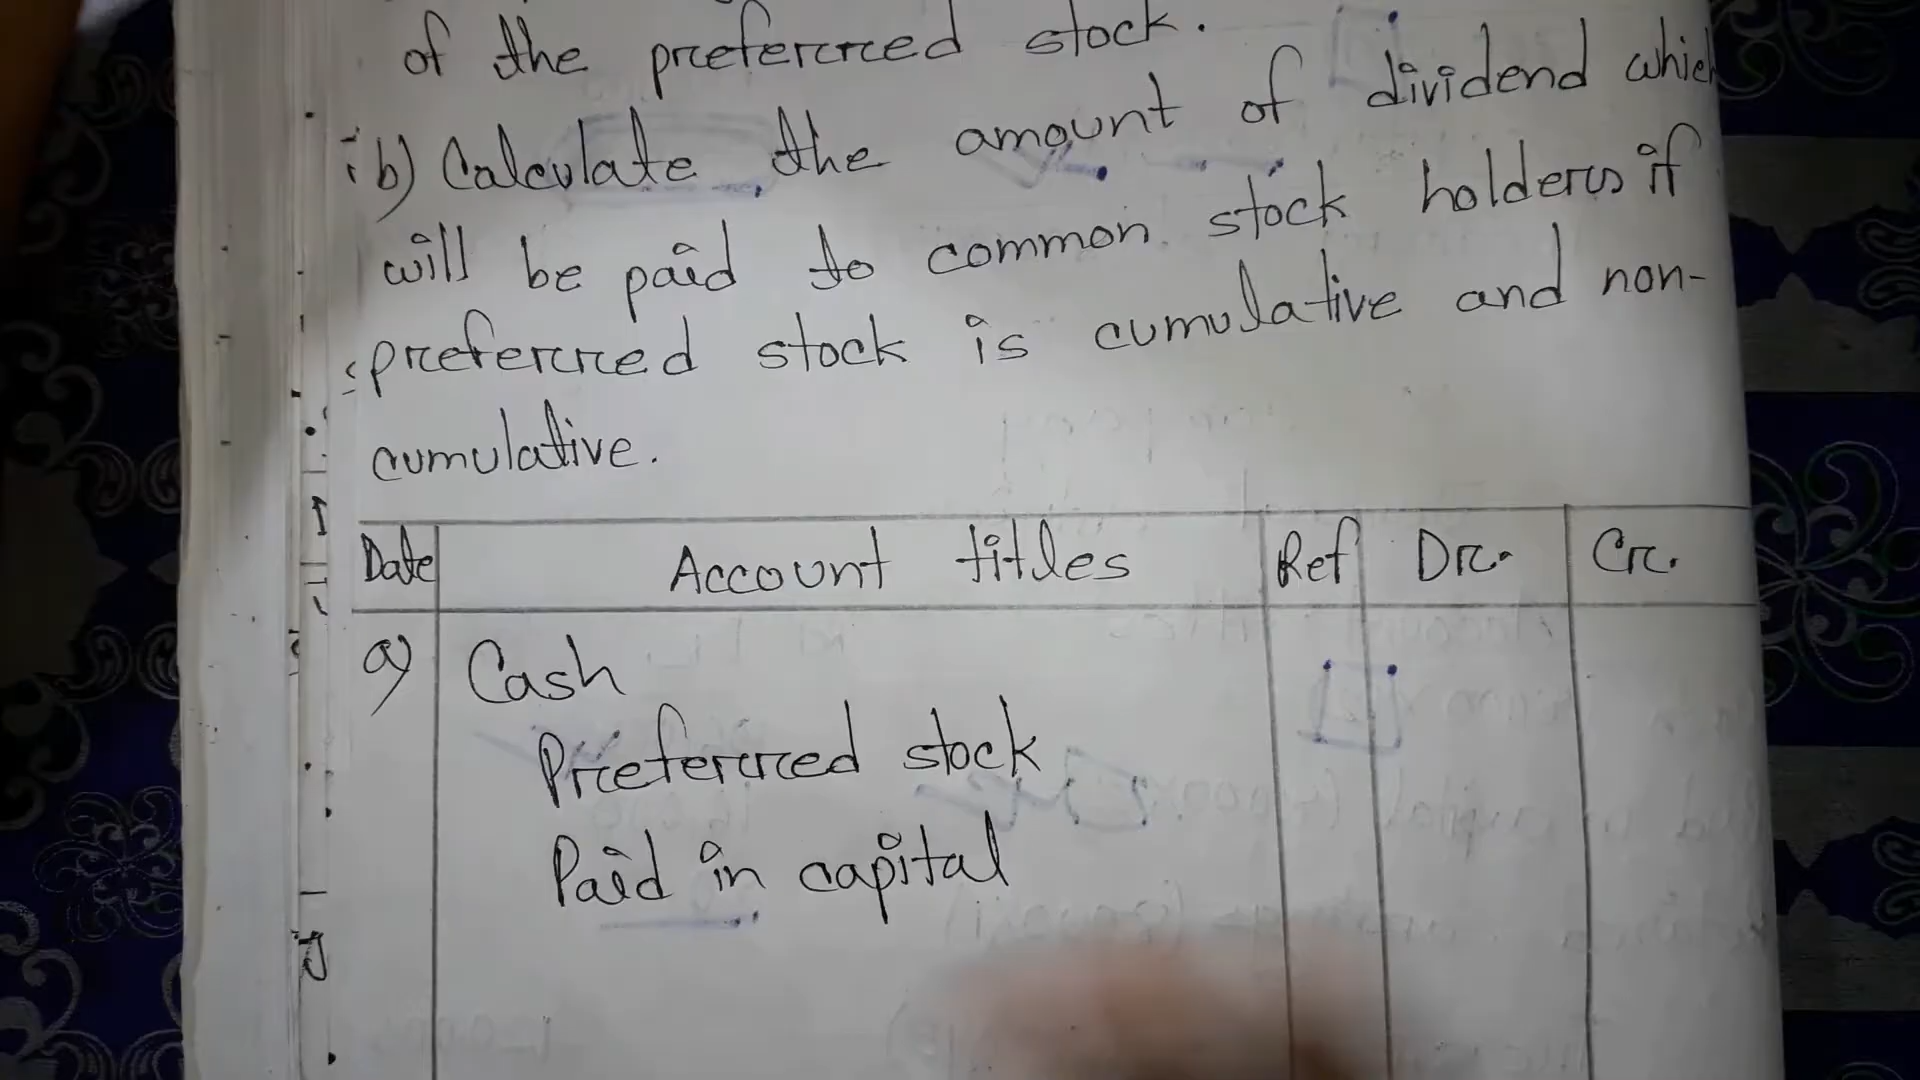 of the preferred stock.
b) Calculate the amount of dividend which
will be paid to common stock holders if
preferred stock is cumulative and non-
cumulative.
Date Account titles Ref Dr. Cr.
a) Cash
Preferred stock
Paid in capital